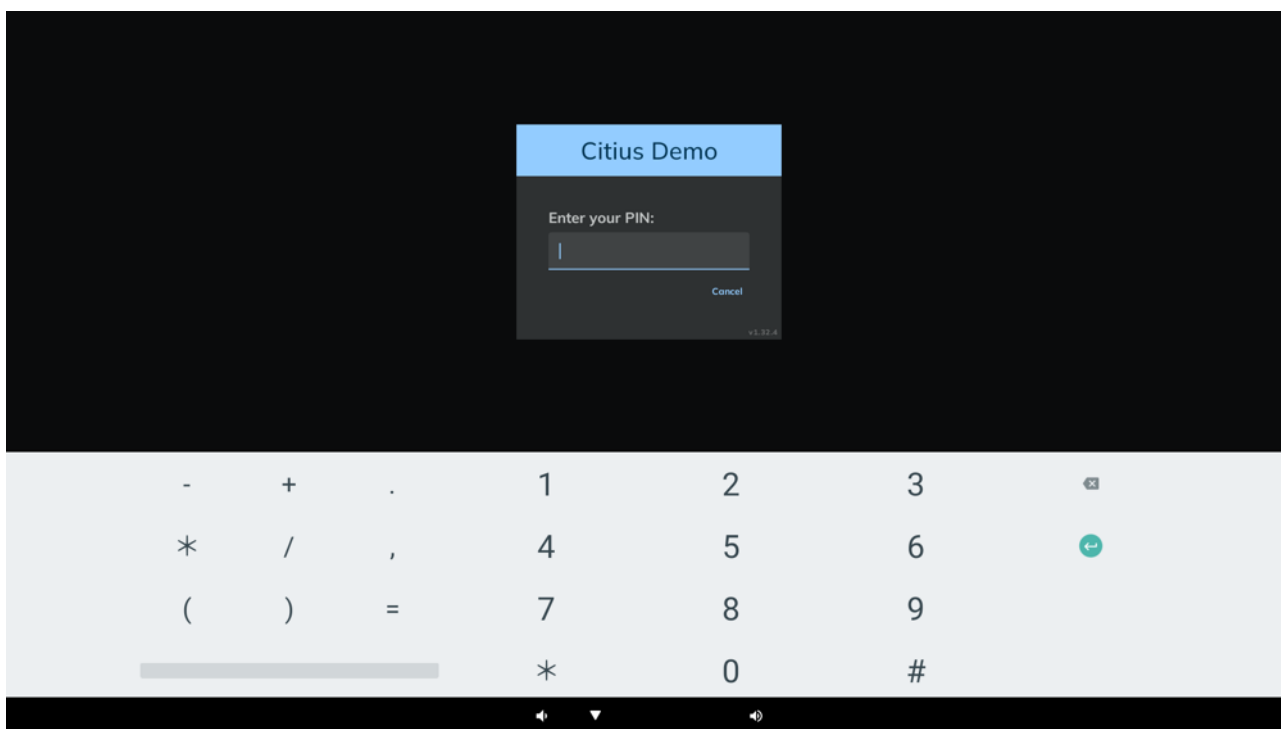 Citius Demo
Enter your PIN:
Cancel
v1.32.4
- + . 1 2 3
* / , 4 5 6
( ) = 7 8 9
* 0 #